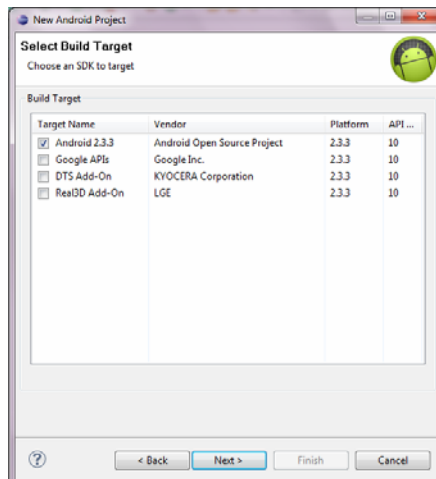 New Android Project
Select Build Target
Choose an SDK to target
Build Target
Target Name Vendor Platform API ...
Android 2.3.3 Android Open Source Project 2.3.3 10
Google APIs Google Inc. 2.3.3 10
DTS Add-On KYOCERA Corporation 2.3.3 10
Real3D Add-On LGE 2.3.3 10
? < Back Next > Finish Cancel